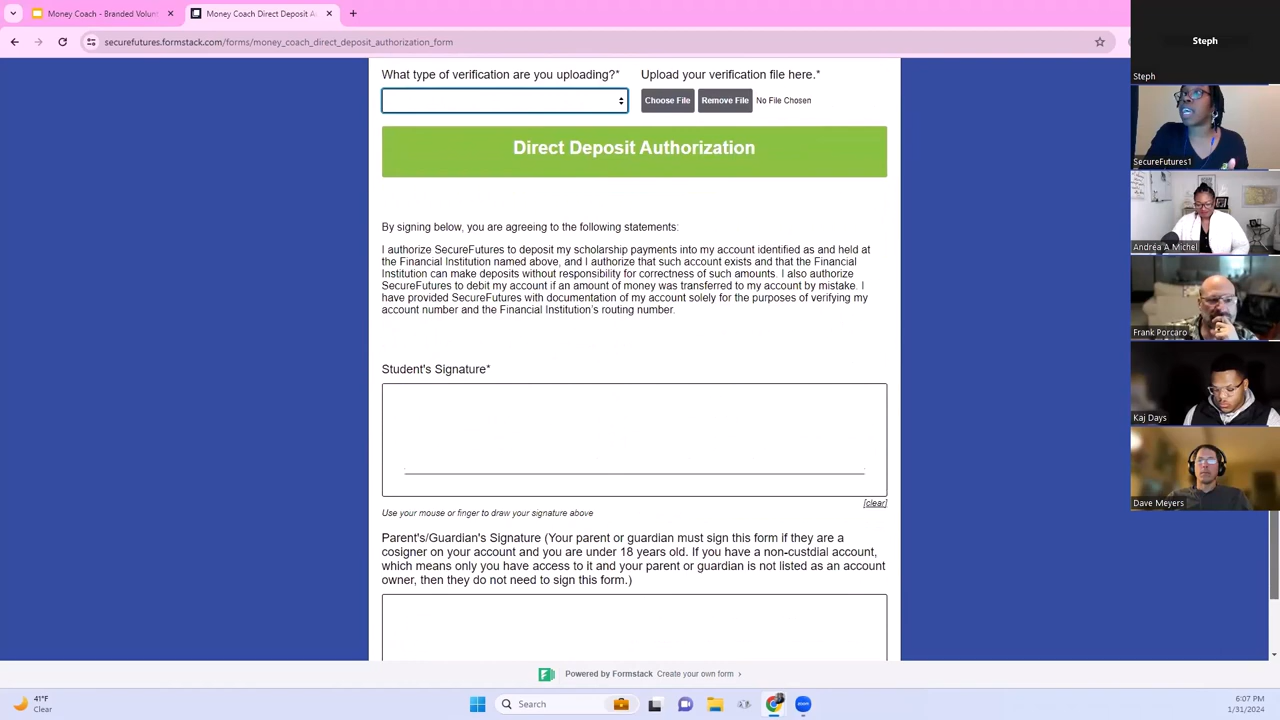 Money Coach - Branded Volun
Money Coach Direct Deposit A
securefutures.formstack.com/forms/money_coach_direct_deposit_authorization_form
Steph
Steph
What type of verification are you uploading?*
Upload your verification file here.*
Choose File
Remove File
No File Chosen
SecureFutures1
Direct Deposit Authorization
By signing below, you are agreeing to the following statements:
I authorize SecureFutures to deposit my scholarship payments into my account identified as and held at
the Financial Institution named above, and I authorize that such account exists and that the Financial
Institution can make deposits without responsibility for correctness of such amounts. I also authorize
SecureFutures to debit my account if an amount of money was transferred to my account by mistake. I
have provided SecureFutures with documentation of my account solely for the purposes of verifying my
account number and the Financial Institution's routing number.
Andréa A Michel
Frank Porcaro
Student's Signature*
Kaj Days
[clear]
Dave Meyers
Use your mouse or finger to draw your signature above
Parent's/Guardian's Signature (Your parent or guardian must sign this form if they are a
cosigner on your account and you are under 18 years old. If you have a non-custdial account,
which means only you have access to it and your parent or guardian is not listed as an account
owner, then they do not need to sign this form.)
Powered by Formstack Create your own form ›
41°F
Clear
Search
zoom
6:07 PM
1/31/2024